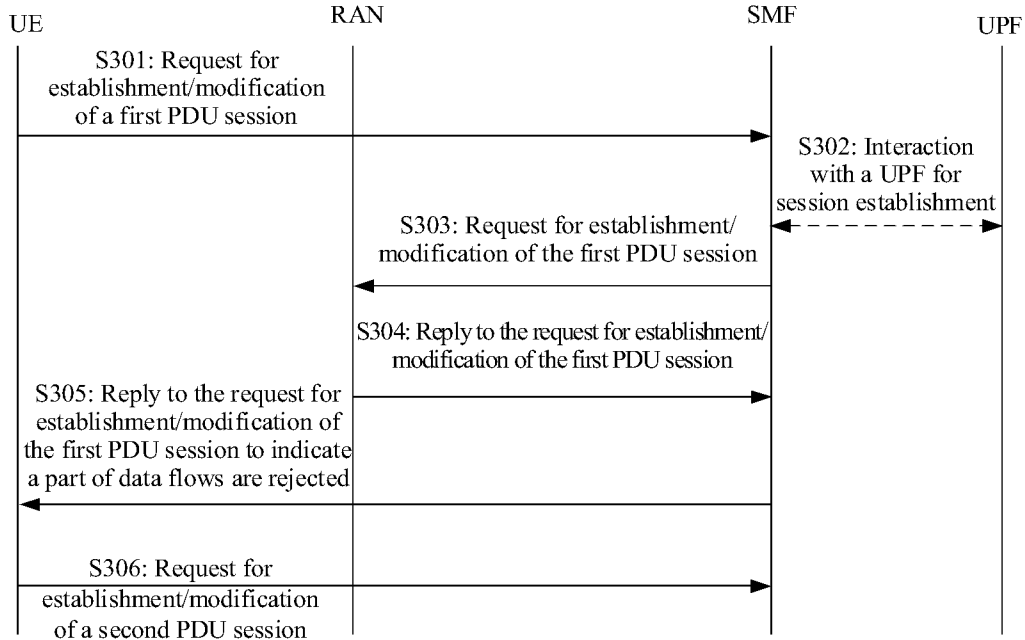 UE
RAN
SMF
UPF
S301: Request for
establishment/modification
of a first PDU session
S302: Interaction
with a UPF for
session establishment
S303: Request for establishment/
modification of the first PDU session
S304: Reply to the request for establishment/
modification of the first PDU session
S305: Reply to the request for
establishment/modification of
the first PDU session to indicate
a part of data flows are rejected
S306: Request for
establishment/modification
of a second PDU session